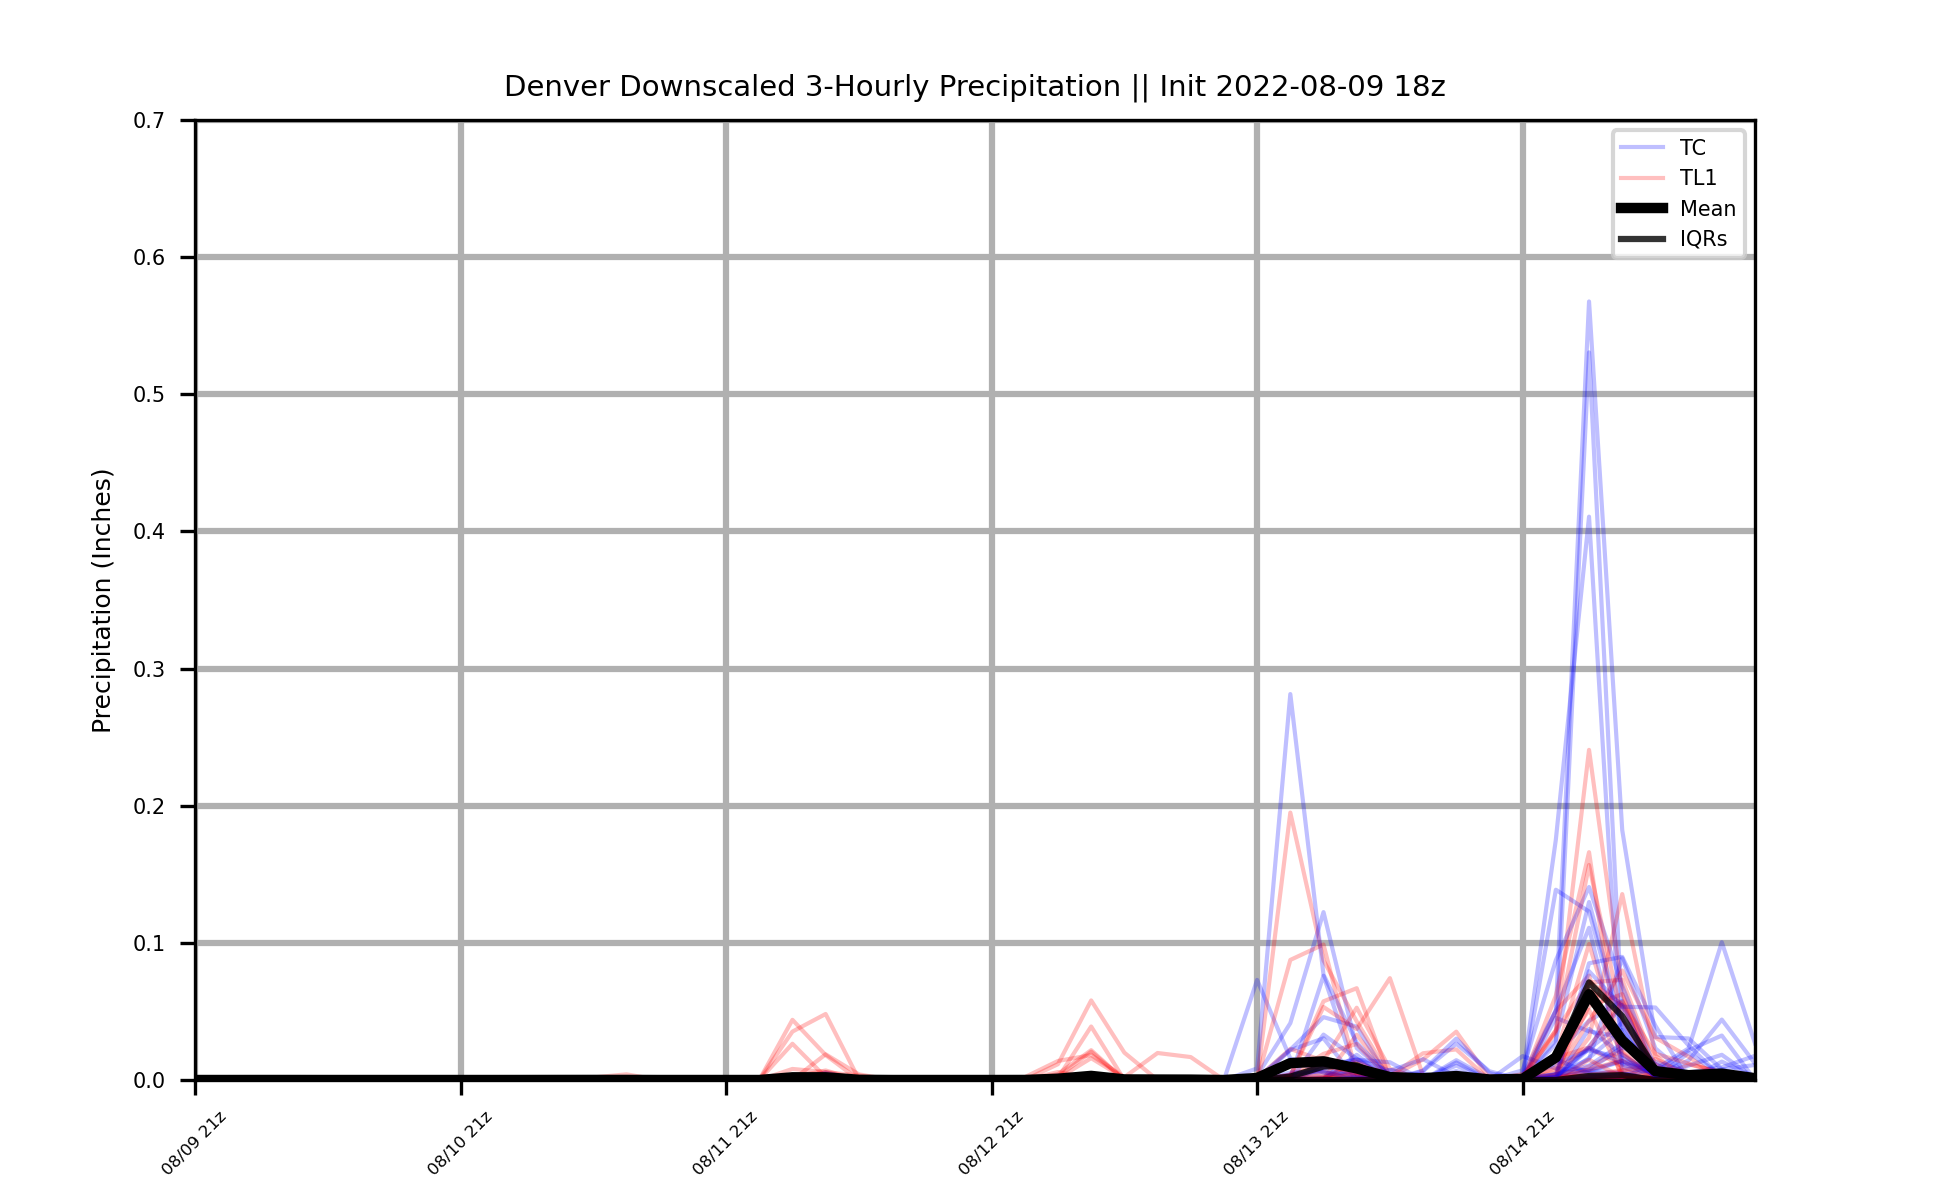 Denver Downscaled 3-Hourly Precipitation || Init 2022-08-09 18z
0.7
0.6
0.5
0.4
0.3
0.2
0.1
0.0
Precipitation (Inches)
TC
TL1
Mean
IQRs
08/09 21z
08/10 21z
08/11 21z
08/12 21z
08/13 21z
08/14 21z